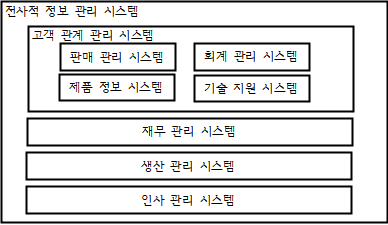 전사적 정보 관리 시스템
고객 관계 관리 시스템
판매 관리 시스템
회계 관리 시스템
제품 정보 시스템
기술 지원 시스템
재무 관리 시스템
생산 관리 시스템
인사 관리 시스템